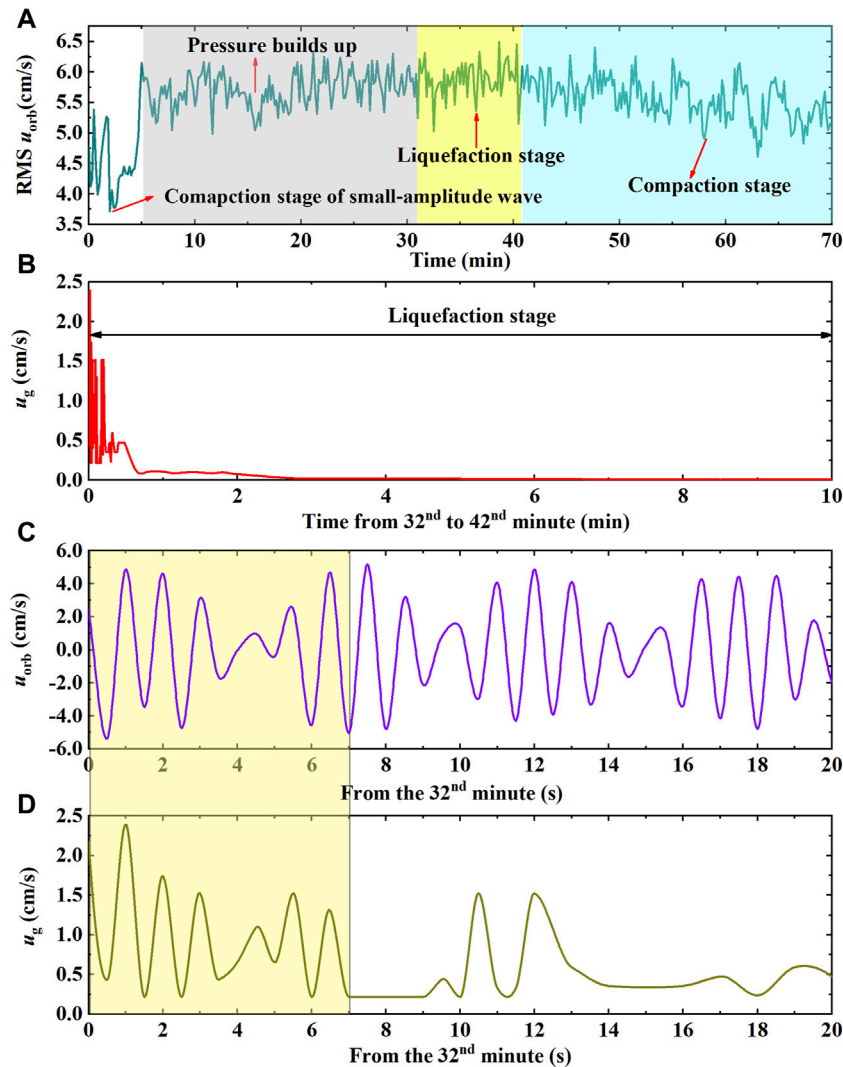 A
RMS u_orb(cm/s)
6.5
6.0
5.5
5.0
4.5
4.0
3.5
Pressure builds up
Liquefaction stage
Compaction stage
Comapction stage of small-amplitude wave
0 10 20 30 40 50 60 70
Time (min)
B
u_g (cm/s)
2.5
2.0
1.5
1.0
0.5
0.0
Liquefaction stage
0 2 4 6 8 10
Time from 32nd to 42nd minute (min)
C
u_orb (cm/s)
6.0
4.0
2.0
0.0
-2.0
-4.0
-6.0
0 2 4 6 8 10 12 14 16 18 20
From the 32nd minute (s)
D
u_g (cm/s)
2.5
2.0
1.5
1.0
0.5
0.0
0 2 4 6 8 10 12 14 16 18 20
From the 32nd minute (s)